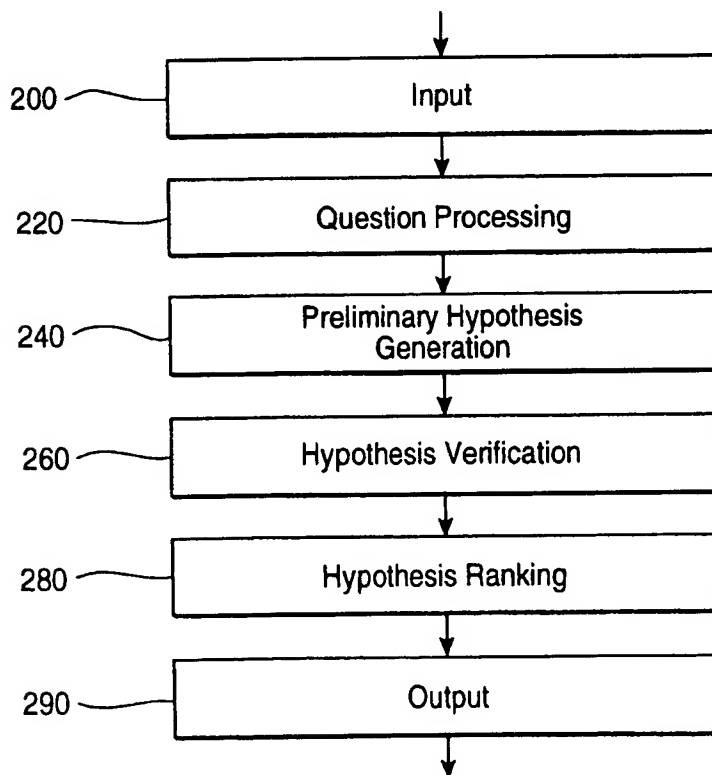 200
Input
220
Question Processing
240
Preliminary Hypothesis
Generation
260
Hypothesis Verification
280
Hypothesis Ranking
290
Output